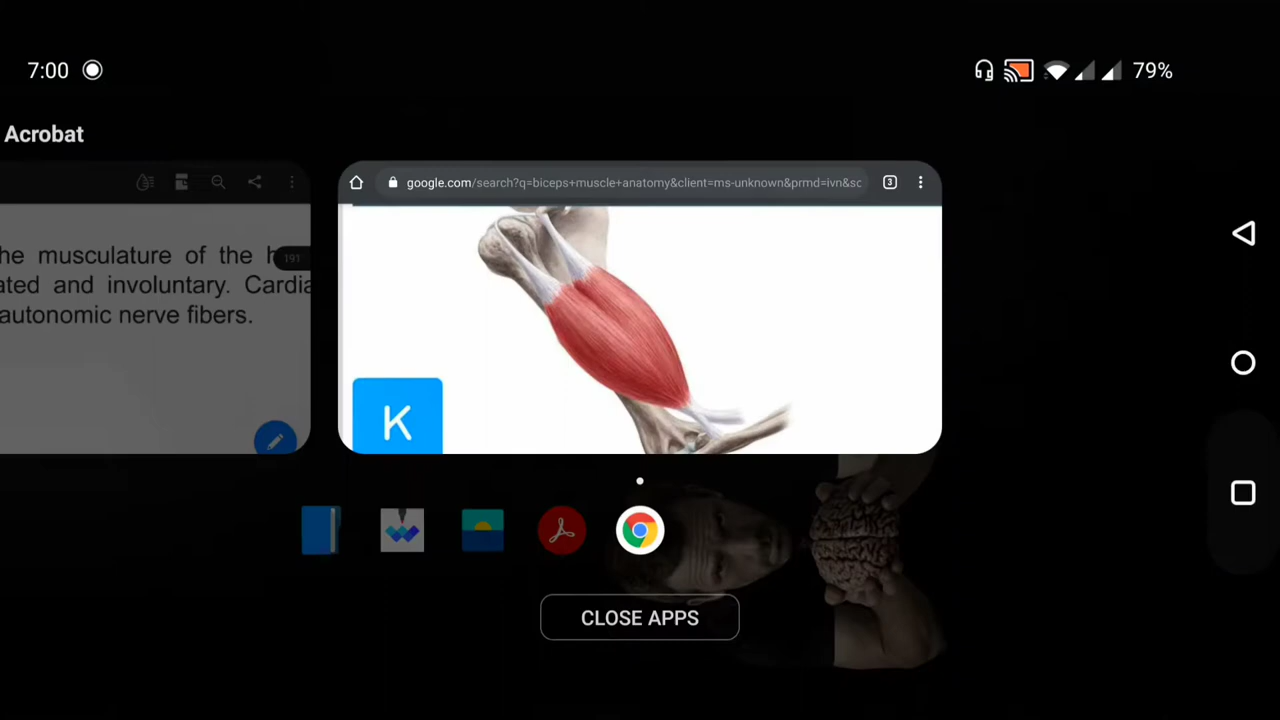 7:00
79%
Acrobat
google.com/search?q=biceps+muscle+anatomy&client=ms-unknown&prmd=ivn&sc
3
he musculature of the h
191
ated and involuntary. Cardia
autonomic nerve fibers.
K
CLOSE APPS